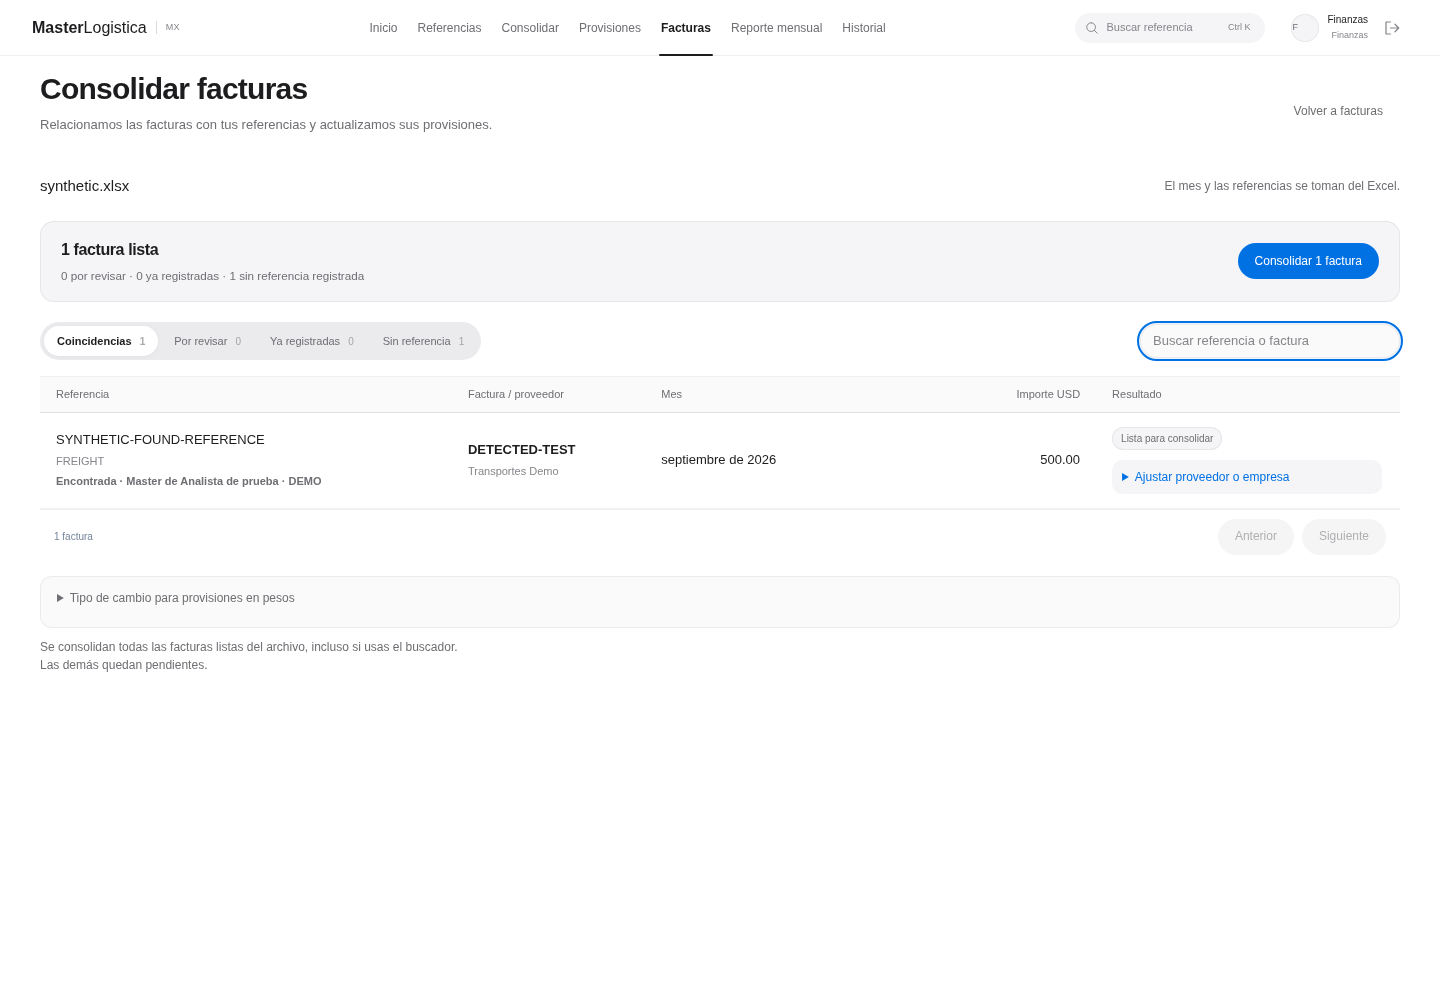 MasterLogistica MX
Inicio Referencias Consolidar Provisiones Facturas Reporte mensual Historial
Buscar referencia Ctrl K
F
Finanzas
Finanzas
Consolidar facturas
Relacionamos las facturas con tus referencias y actualizamos sus provisiones.
Volver a facturas
synthetic.xlsx
El mes y las referencias se toman del Excel.
1 factura lista
0 por revisar · 0 ya registradas · 1 sin referencia registrada
Consolidar 1 factura
Coincidencias 1 Por revisar 0 Ya registradas 0 Sin referencia 1
Buscar referencia o factura
Referencia Factura / proveedor Mes Importe USD Resultado
SYNTHETIC-FOUND-REFERENCE
FREIGHT
Encontrada · Master de Analista de prueba · DEMO
DETECTED-TEST
Transportes Demo
septiembre de 2026
500.00
Lista para consolidar
Ajustar proveedor o empresa
1 factura
Anterior Siguiente
Tipo de cambio para provisiones en pesos
Se consolidan todas las facturas listas del archivo, incluso si usas el buscador.
Las demás quedan pendientes.